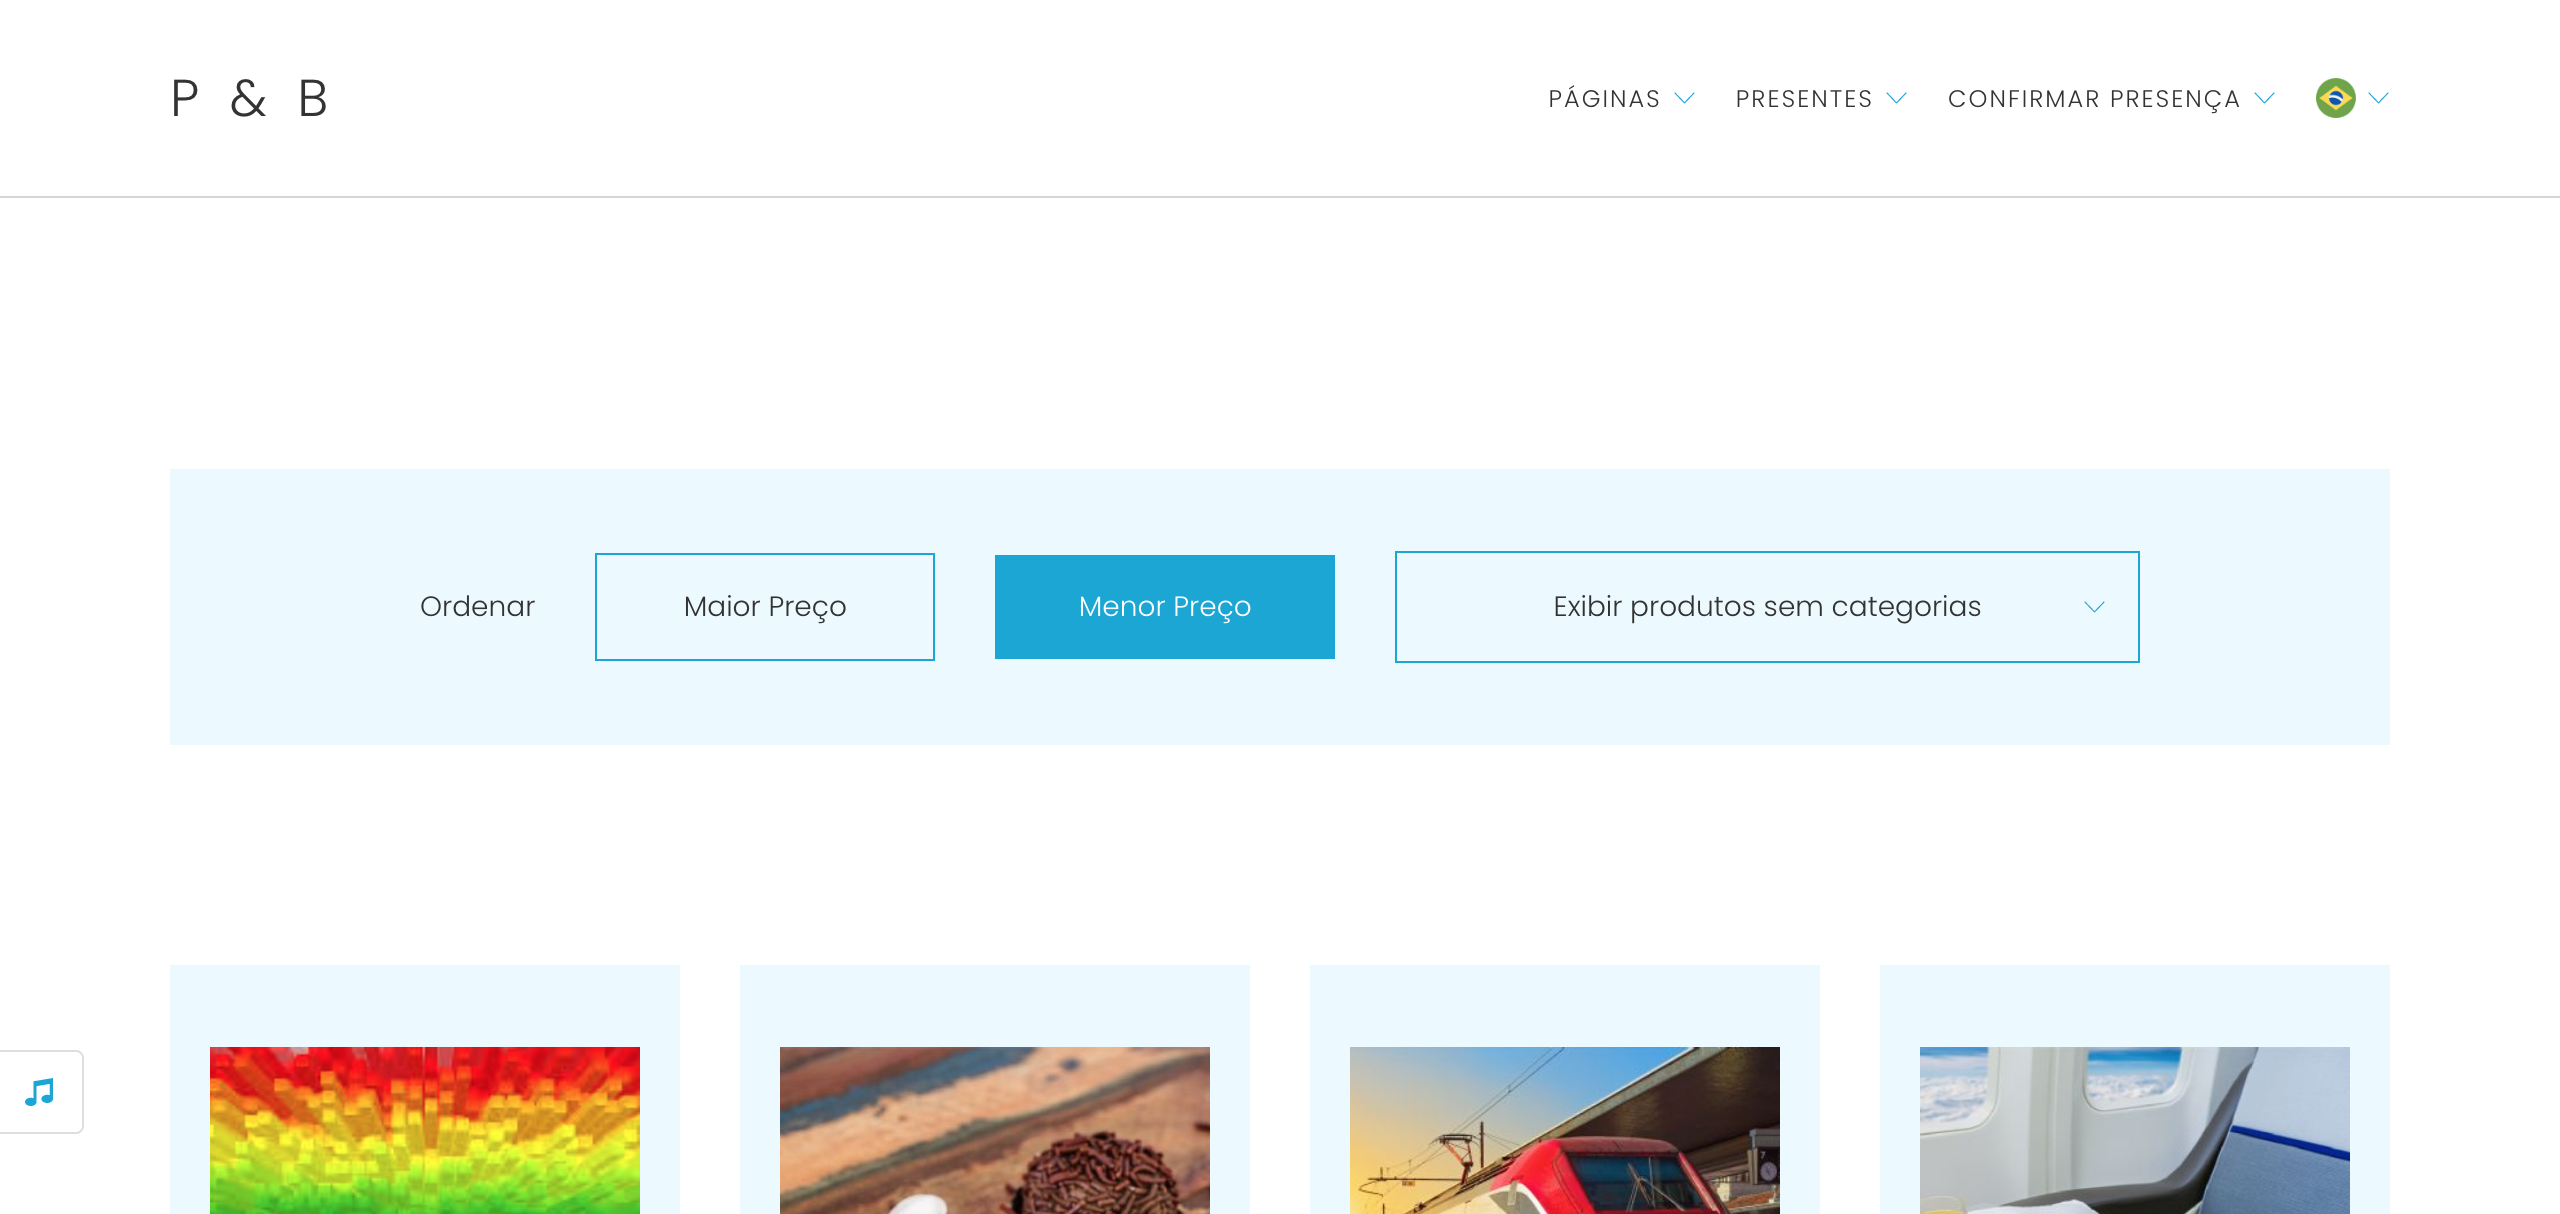 P & B
PÁGINAS PRESENTES CONFIRMAR PRESENÇA
Ordenar Maior Preço Menor Preço Exibir produtos sem categorias